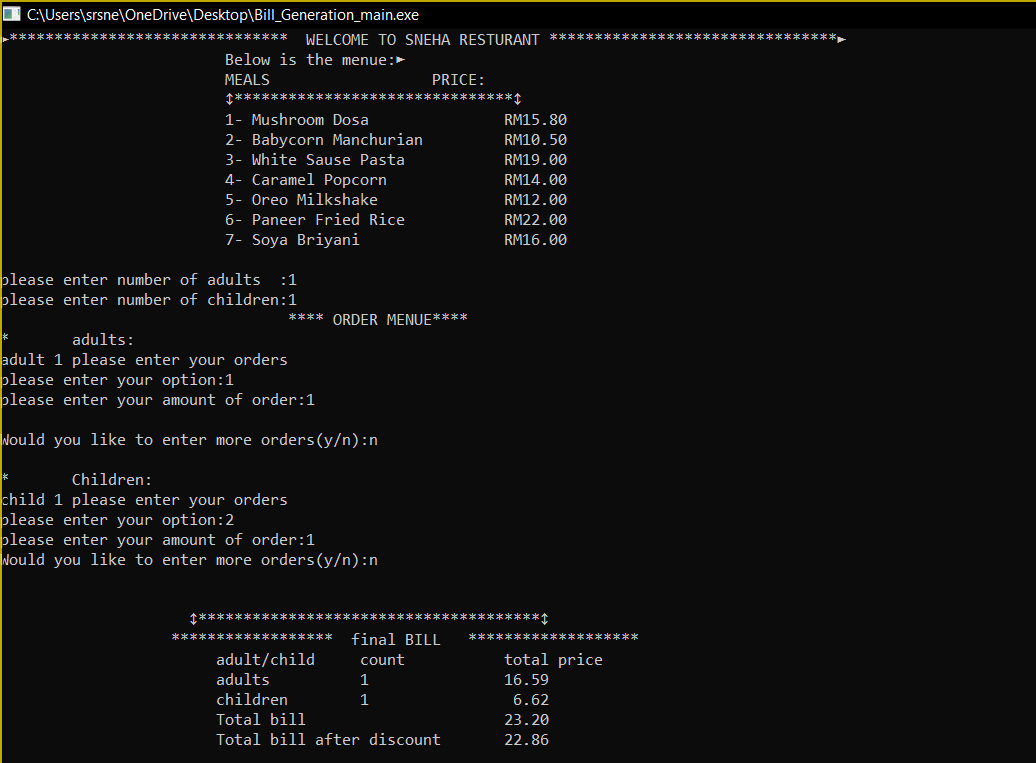 C:\Users\srsne\OneDrive\Desktop\Bill_Generation_main.exe
►******************************* WELCOME TO SNEHA RESTURANT ********************************►
Below is the menue:►
MEALS PRICE:
↕*******************************↕
1- Mushroom Dosa RM15.80
2- Babycorn Manchurian RM10.50
3- White Sause Pasta RM19.00
4- Caramel Popcorn RM14.00
5- Oreo Milkshake RM12.00
6- Paneer Fried Rice RM22.00
7- Soya Briyani RM16.00
please enter number of adults :1
please enter number of children:1
**** ORDER MENUE****
* adults:
adult 1 please enter your orders
please enter your option:1
please enter your amount of order:1
Would you like to enter more orders(y/n):n
* Children:
child 1 please enter your orders
please enter your option:2
please enter your amount of order:1
Would you like to enter more orders(y/n):n
↕**************************************↕
****************** final BILL *******************
adult/child count total price
adults 1 16.59
children 1 6.62
Total bill 23.20
Total bill after discount 22.86